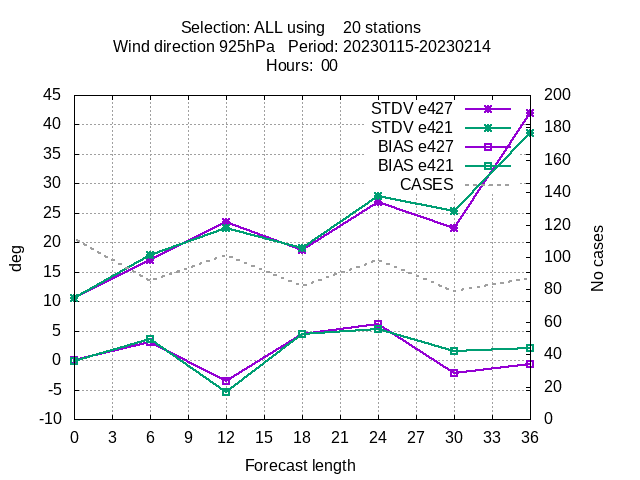 Selection: ALL using    20 stations
Wind direction 925hPa   Period: 20230115-20230214
Hours:  00
STDV e427
STDV e421
BIAS e427
BIAS e421
CASES
45
40
35
30
25
20
15
10
5
0
-5
-10
deg
200
180
160
140
120
100
80
60
40
20
0
No cases
0 3 6 9 12 15 18 21 24 27 30 33 36
Forecast length